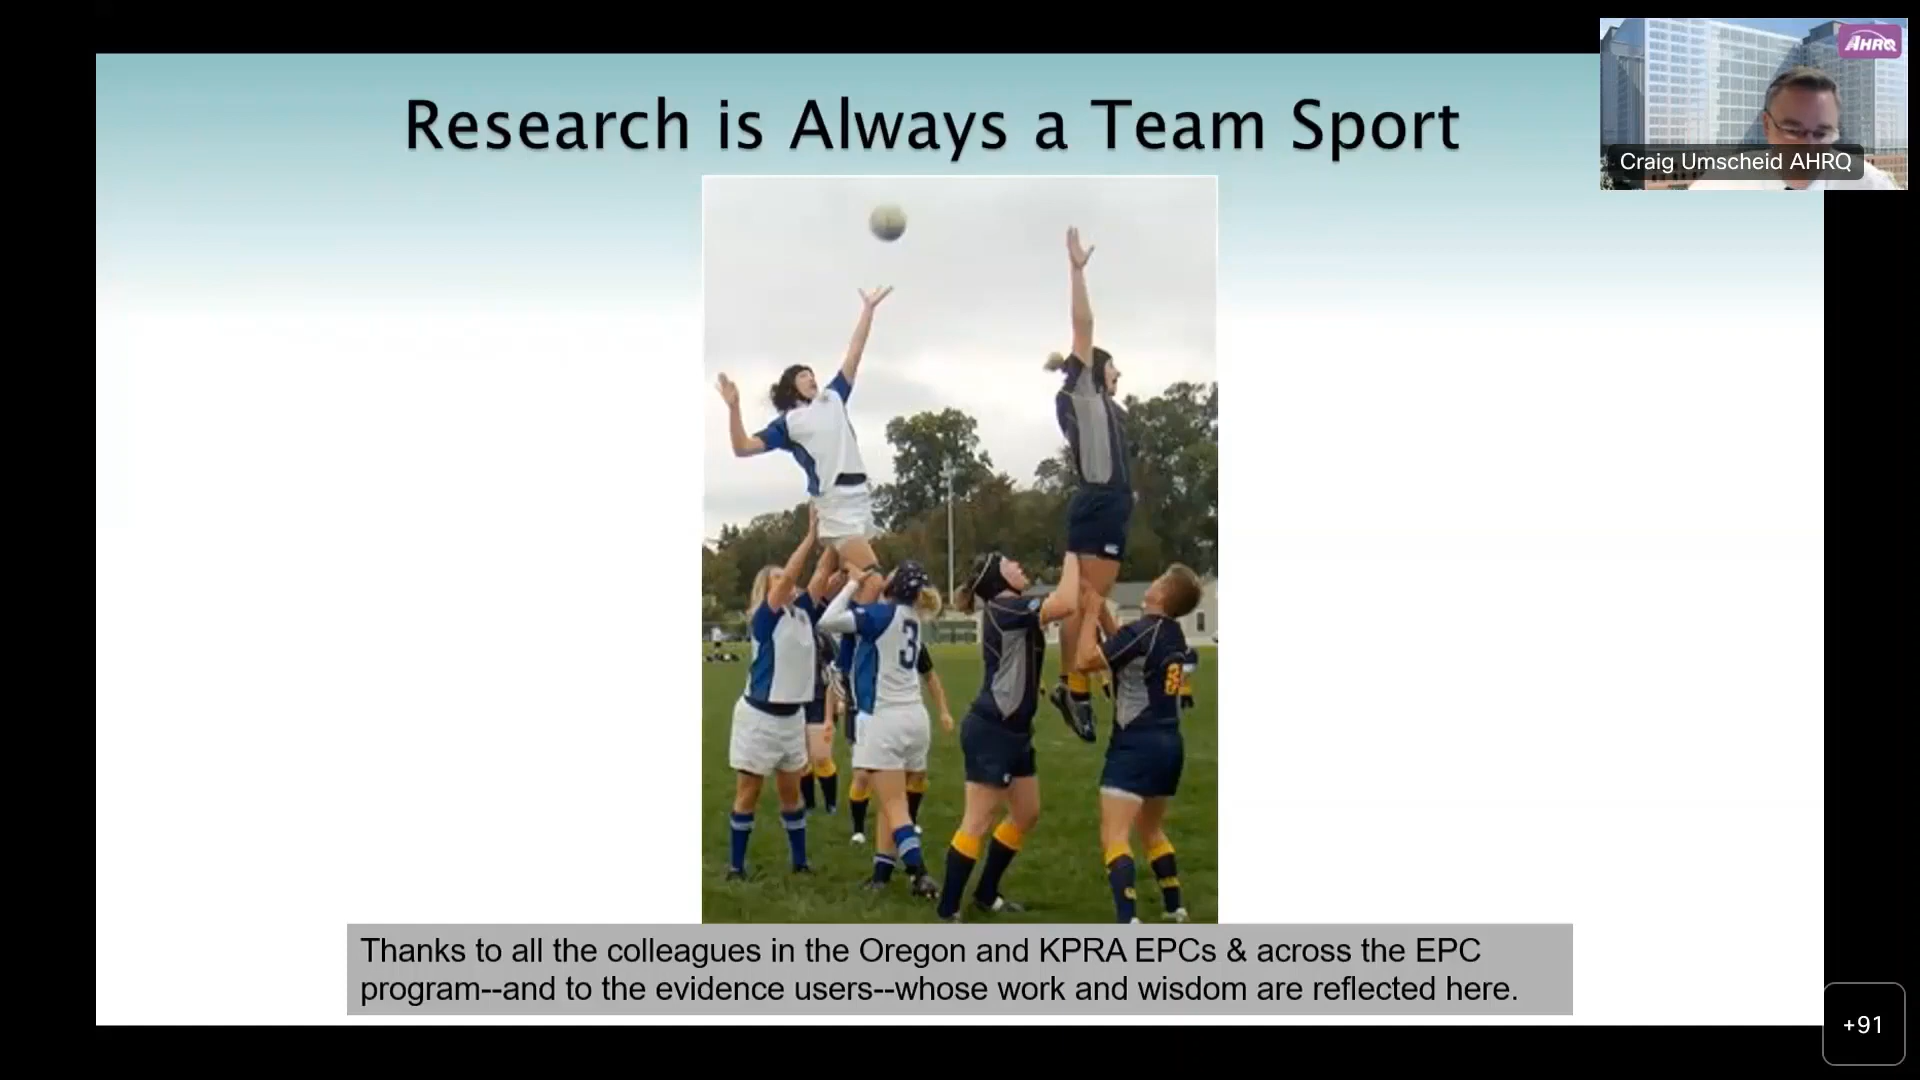 Research is Always a Team Sport
AHRQ
Craig Umscheid AHRQ
3
Thanks to all the colleagues in the Oregon and KPRA EPCs & across the EPC
program--and to the evidence users--whose work and wisdom are reflected here.
+91